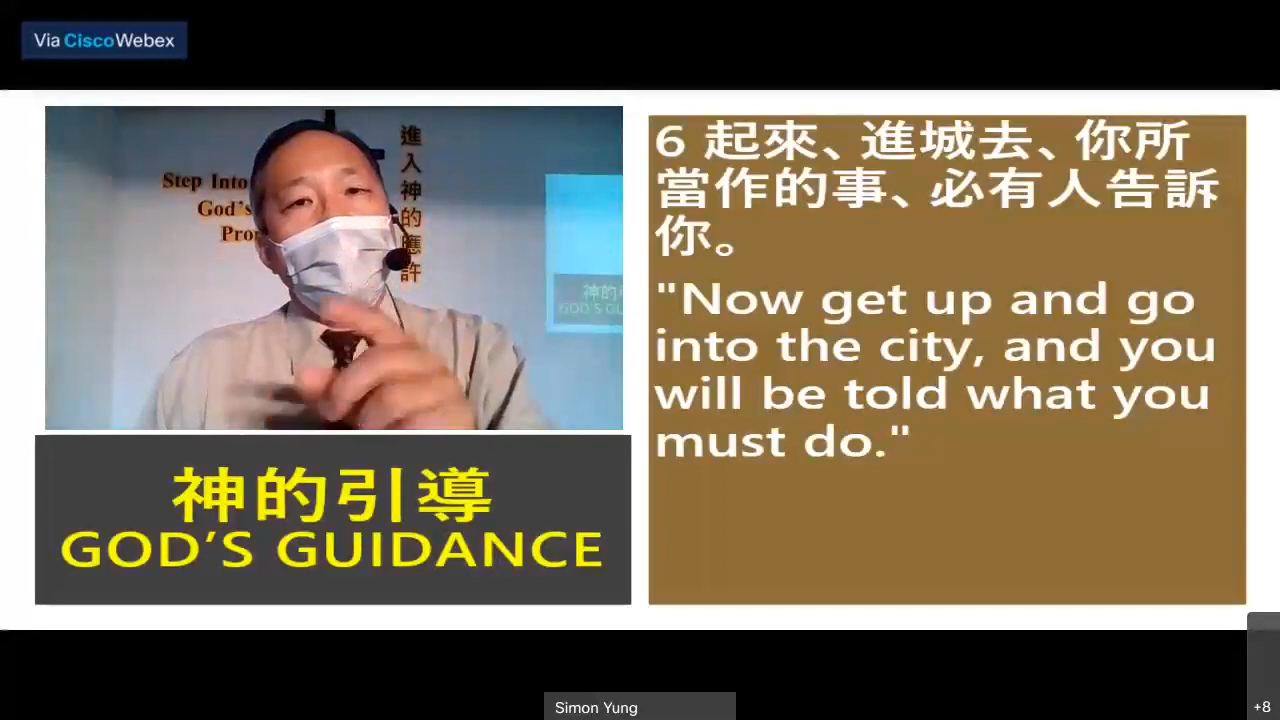 Via Cisco Webex
Step Into
God's
進入神的應許
神的引導
GOD'S GUIDANCE
6 起來、進城去、你所
當作的事、必有人告訴
你。
"Now get up and go
into the city, and you
will be told what you
must do."
Simon Yung
+8